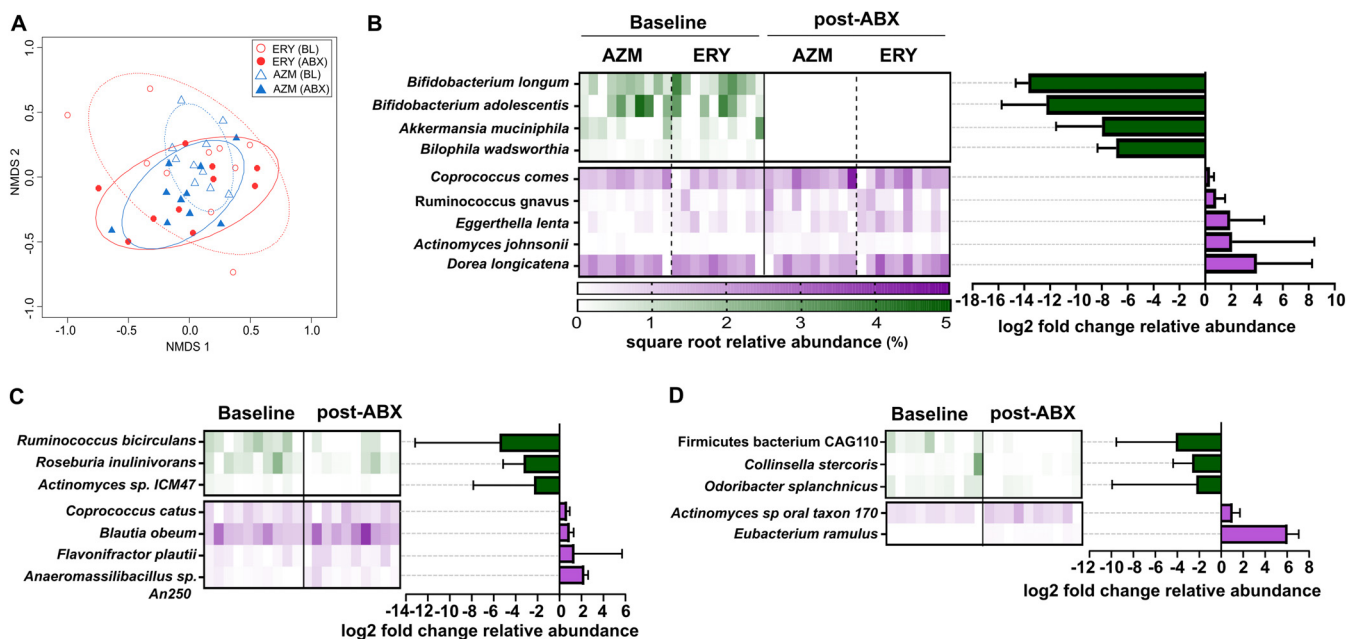 A
1.0
0.5
0.0
-0.5
-1.0
NMDS 2
ERY (BL)
ERY (ABX)
AZM (BL)
AZM (ABX)
-1.0 -0.5 0.0 0.5 1.0
NMDS 1
B
Baseline post-ABX
AZM ERY AZM ERY
Bifidobacterium longum
Bifidobacterium adolescentis
Akkermansia muciniphila
Bilophila wadsworthia
Coprococcus comes
Ruminococcus gnavus
Eggerthella lenta
Actinomyces johnsonii
Dorea longicatena
0 1 2 3 4 5
square root relative abundance (%)
-18 -16 -14 -12 -10 -8 -6 -4 -2 0 2 4 6 8 10
log2 fold change relative abundance
C
Baseline post-ABX
Ruminococcus bicirculans
Roseburia inulinivorans
Actinomyces sp. ICM47
Coprococcus catus
Blautia obeum
Flavonifractor plautii
Anaeromassilibacillus sp.
An250
-14 -12 -10 -8 -6 -4 -2 0 2 4 6
log2 fold change relative abundance
D
Baseline post-ABX
Firmicutes bacterium CAG110
Collinsella stercoris
Odoribacter splanchnicus
Actinomyces sp oral taxon 170
Eubacterium ramulus
-12 -10 -8 -6 -4 -2 0 2 4 6 8
log2 fold change relative abundance